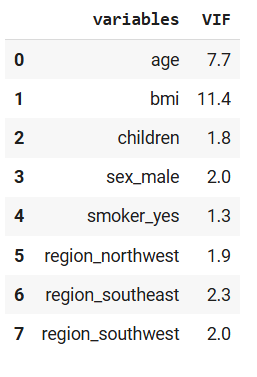 variables VIF
0 age 7.7
1 bmi 11.4
2 children 1.8
3 sex_male 2.0
4 smoker_yes 1.3
5 region_northwest 1.9
6 region_southeast 2.3
7 region_southwest 2.0